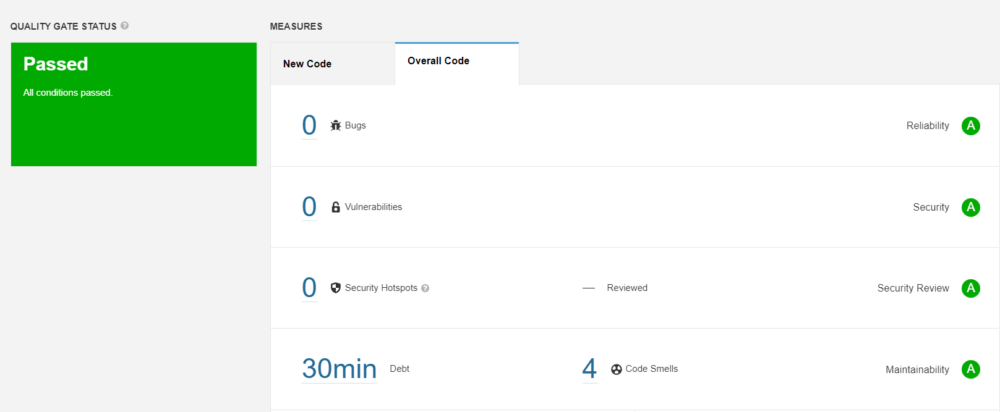 QUALITY GATE STATUS
MEASURES
Passed
All conditions passed.
New Code
Overall Code
0 Bugs
Reliability A
0 Vulnerabilities
Security A
0 Security Hotspots ?
— Reviewed
Security Review A
30min Debt
4 Code Smells
Maintainability A